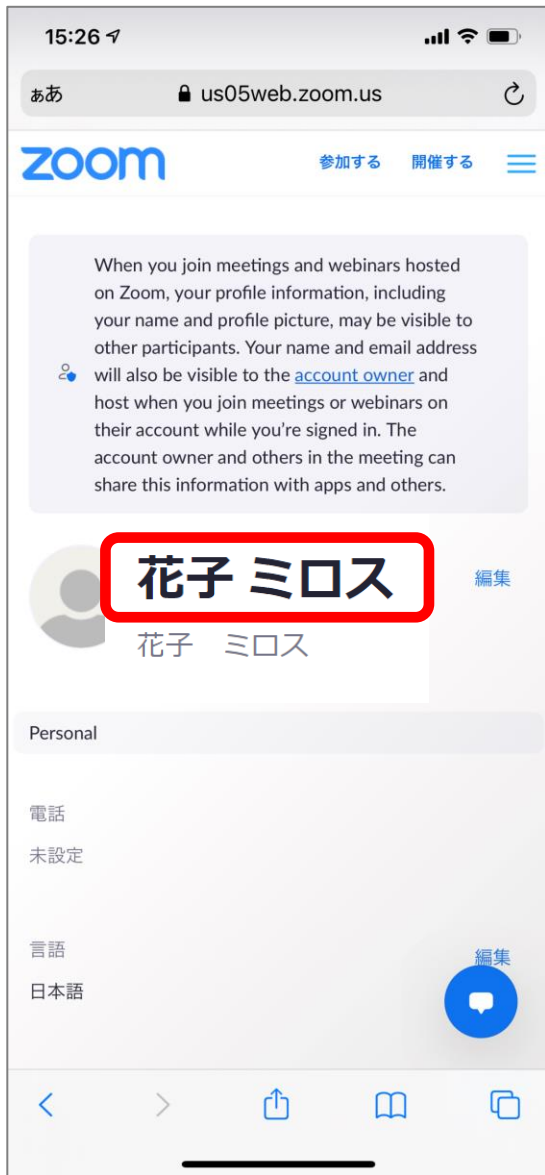 15:26
ぁあ us05web.zoom.us
zoom 参加する 開催する
When you join meetings and webinars hosted
on Zoom, your profile information, including
your name and profile picture, may be visible to
other participants. Your name and email address
will also be visible to the account owner and
host when you join meetings or webinars on
their account while you're signed in. The
account owner and others in the meeting can
share this information with apps and others.
花子 ミロス 編集
花子　ミロス
Personal
電話
未設定
言語 編集
日本語